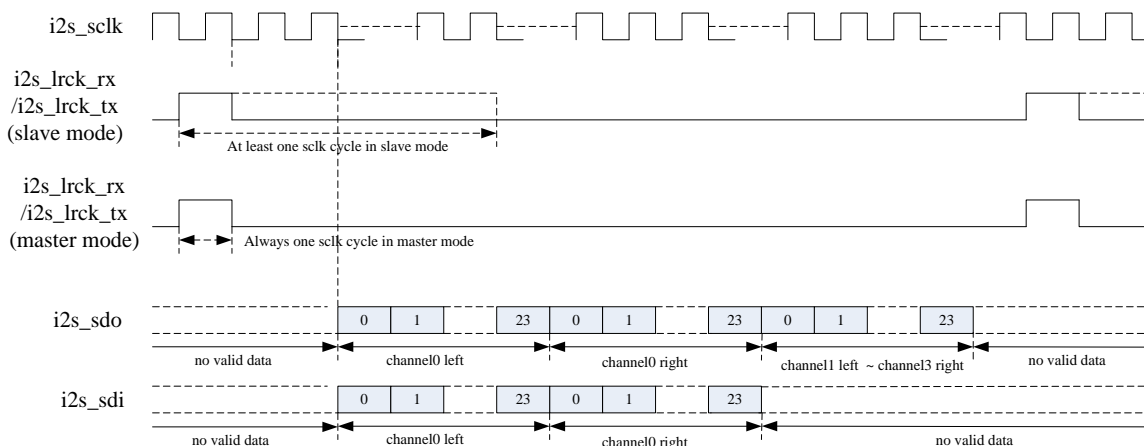 i2s_sclk
i2s_lrck_rx
/i2s_lrck_tx
(slave mode)
At least one sclk cycle in slave mode
i2s_lrck_rx
/i2s_lrck_tx
(master mode)
Always one sclk cycle in master mode
i2s_sdo
0 1 23 0 1 23 0 1 23
no valid data channel0 left channel0 right channel1 left ~ channel3 right no valid data
i2s_sdi
0 1 23 0 1 23
no valid data channel0 left channel0 right no valid data